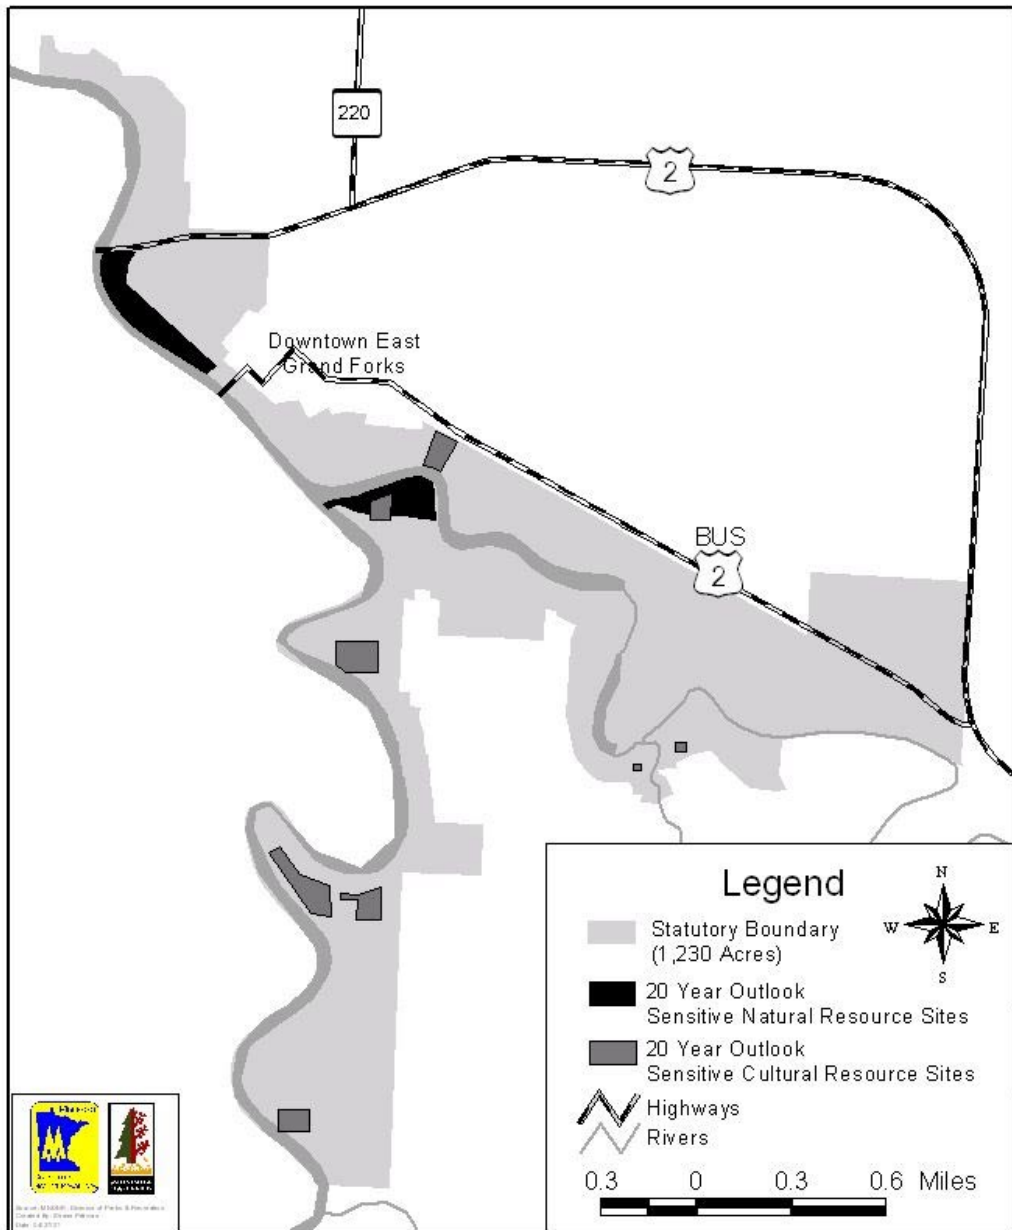 220
2
Downtown East
Grand Forks
BUS
2
Legend
N
W E
S
Statutory Boundary
(1,230 Acres)
20 Year Outlook
Sensitive Natural Resource Sites
20 Year Outlook
Sensitive Cultural Resource Sites
Highways
Rivers
0.3 0 0.3 0.6 Miles